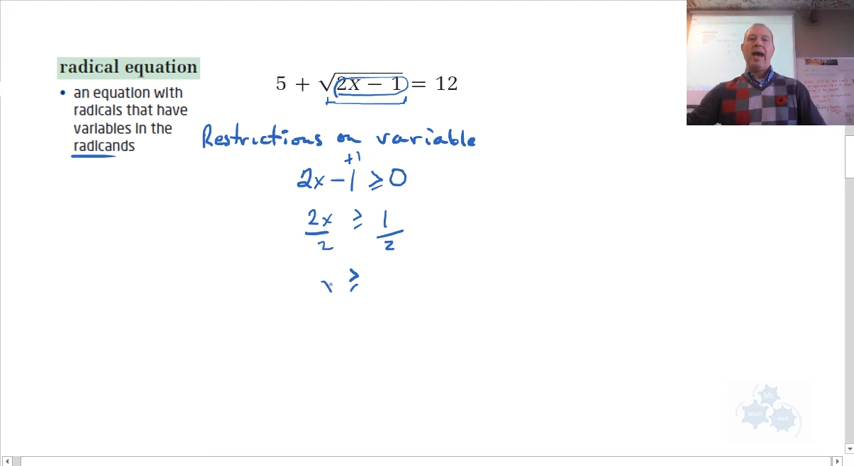 radical equation
• an equation with
radicals that have
variables in the
radicands
5 + √(2x − 1) = 12
Restrictions on variable
+1
2x − 1 ≥ 0
2x/2 ≥ 1/2
x ≥